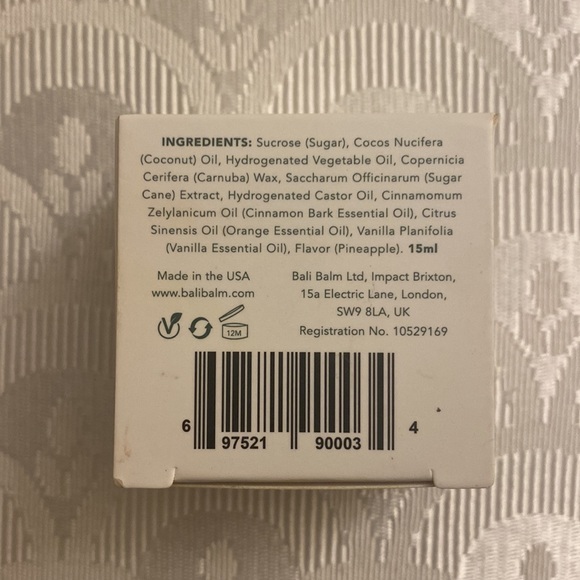 INGREDIENTS: Sucrose (Sugar), Cocos Nucifera
(Coconut) Oil, Hydrogenated Vegetable Oil, Copernicia
Cerifera (Carnuba) Wax, Saccharum Officinarum (Sugar
Cane) Extract, Hydrogenated Castor Oil, Cinnamomum
Zelylanicum Oil (Cinnamon Bark Essential Oil), Citrus
Sinensis Oil (Orange Essential Oil), Vanilla Planifolia
(Vanilla Essential Oil), Flavor (Pineapple). 15ml
Made in the USA
www.balibalm.com
Bali Balm Ltd, Impact Brixton,
15a Electric Lane, London,
SW9 8LA, UK
Registration No. 10529169
12M
6 97521 90003 4